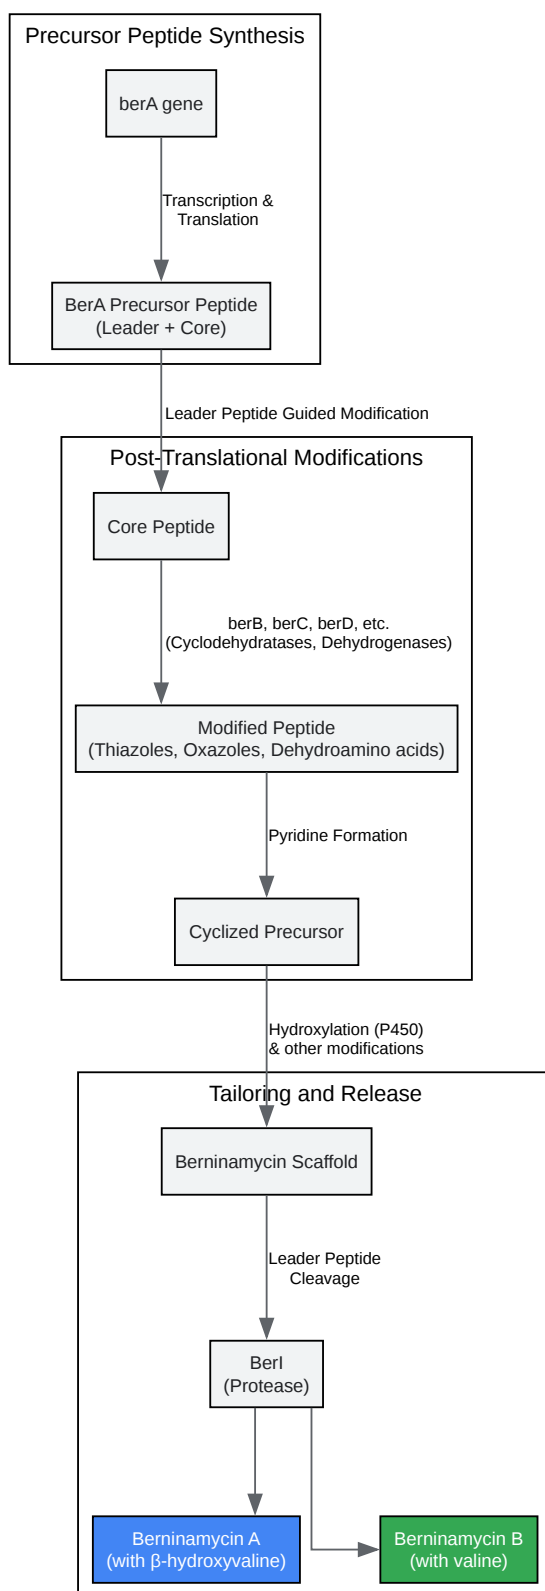 Precursor Peptide Synthesis
berA gene
Transcription &
Translation
BerA Precursor Peptide
(Leader + Core)
Leader Peptide Guided Modification
Post-Translational Modifications
Core Peptide
berB, berC, berD, etc.
(Cyclodehydratases, Dehydrogenases)
Modified Peptide
(Thiazoles, Oxazoles, Dehydroamino acids)
Pyridine Formation
Cyclized Precursor
Hydroxylation (P450)
& other modifications
Tailoring and Release
Berninamycin Scaffold
Leader Peptide
Cleavage
BerI
(Protease)
Berninamycin A
(with β-hydroxyvaline)
Berninamycin B
(with valine)